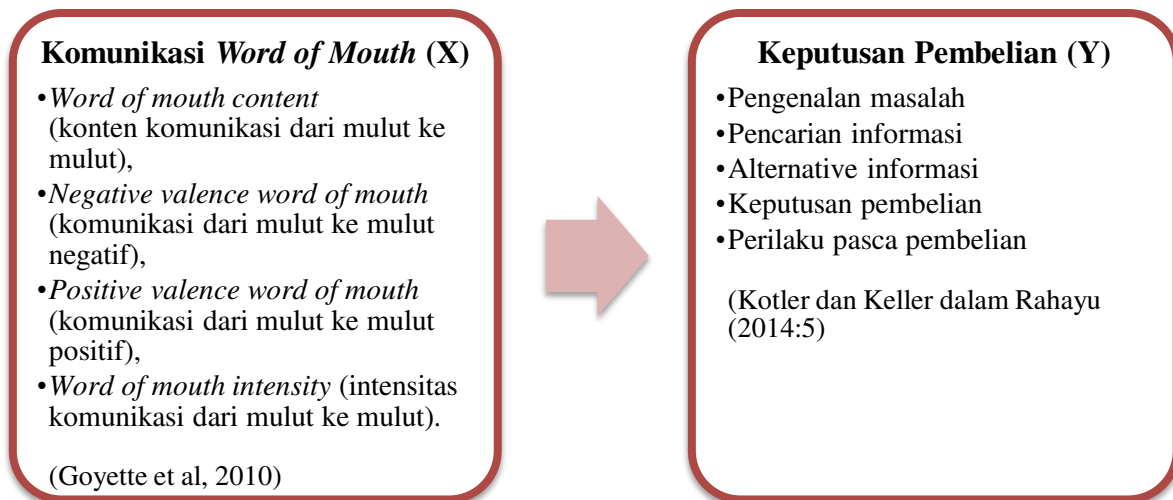 Komunikasi Word of Mouth (X)
•Word of mouth content
(konten komunikasi dari mulut ke
mulut),
•Negative valence word of mouth
(komunikasi dari mulut ke mulut
negatif),
•Positive valence word of mouth
(komunikasi dari mulut ke mulut
positif),
•Word of mouth intensity (intensitas
komunikasi dari mulut ke mulut).
(Goyette et al, 2010)
Keputusan Pembelian (Y)
•Pengenalan masalah
•Pencarian informasi
•Alternative informasi
•Keputusan pembelian
•Perilaku pasca pembelian
(Kotler dan Keller dalam Rahayu
(2014:5)